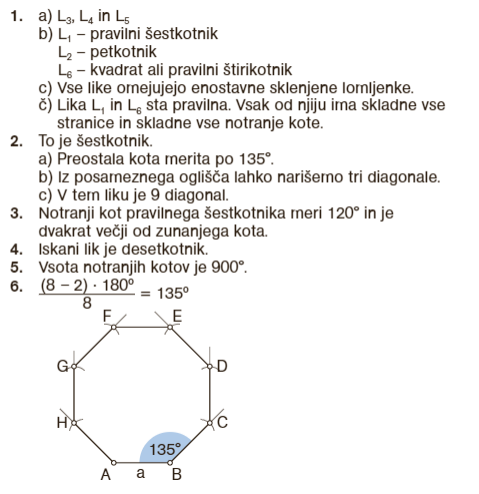 1. a) L₃, L₄ in L₅
b) L₁ – pravilni šestkotnik
L₂ – petkotnik
L₆ – kvadrat ali pravilni štirikotnik
c) Vse like omejujejo enostavne sklenjene lomljenke.
č) Lika L₁ in L₆ sta pravilna. Vsak od njiju ima skladne vse
stranice in skladne vse notranje kote.
2. To je šestkotnik.
a) Preostala kota merita po 135°.
b) Iz posameznega oglišča lahko narišemo tri diagonale.
c) V tem liku je 9 diagonal.
3. Notranji kot pravilnega šestkotnika meri 120° in je
dvakrat večji od zunanjega kota.
4. Iskani lik je desetkotnik.
5. Vsota notranjih kotov je 900°.
6. (8 – 2) · 180º
8
= 135º
F E
G D
H C
135°
A a B